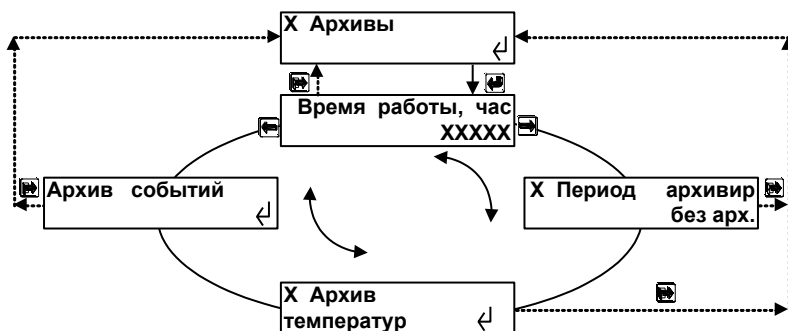 X Архивы
Время работы, час
XXXXX
Архив событий
X Период архивир
без арх.
X Архив
температур